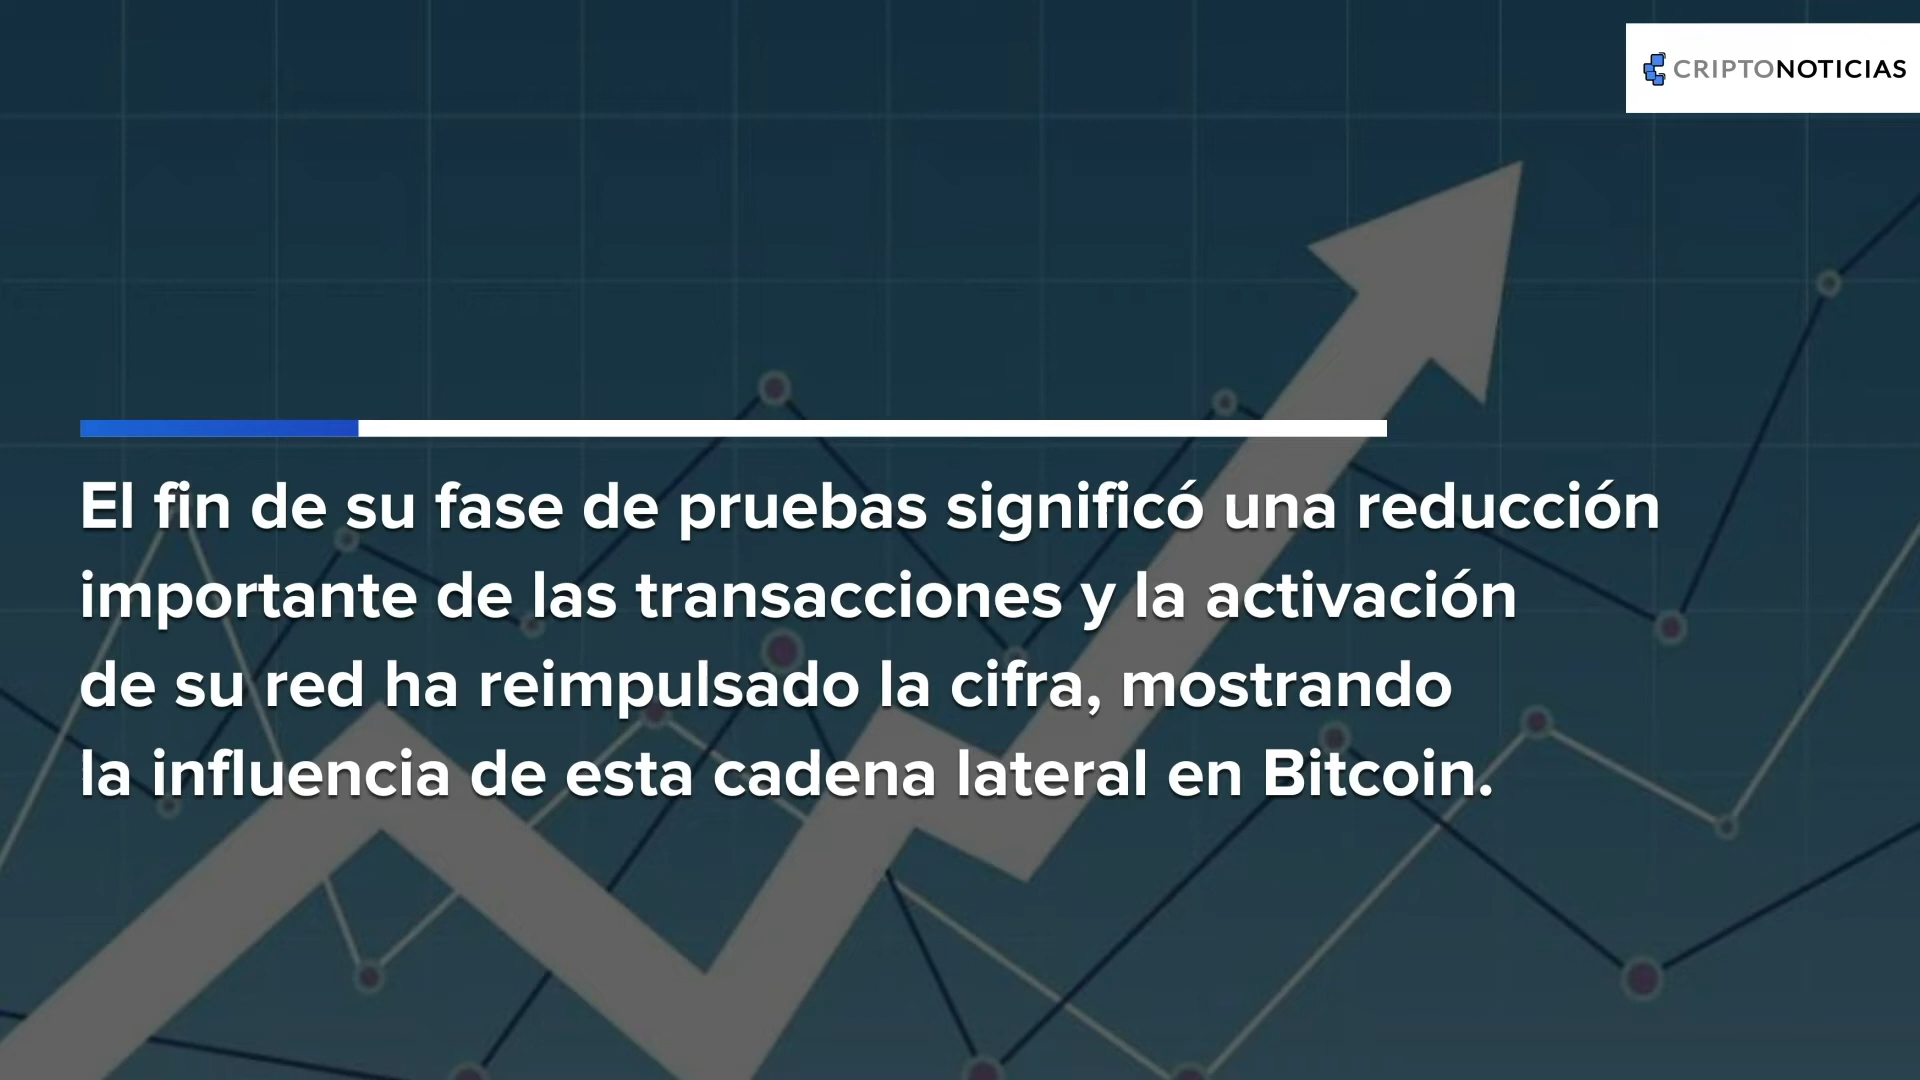 CRIPTONOTICIAS
El fin de su fase de pruebas significó una reducción
importante de las transacciones y la activación
de su red ha reimpulsado la cifra, mostrando
la influencia de esta cadena lateral en Bitcoin.